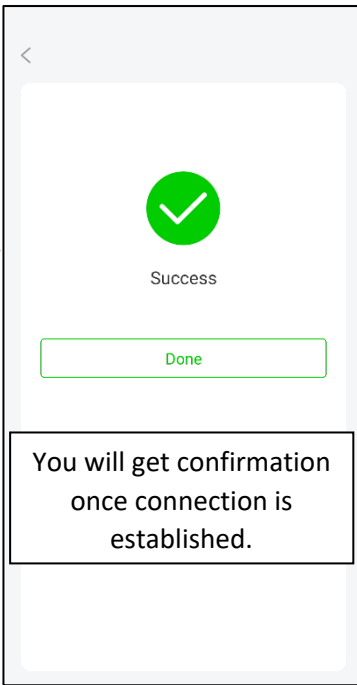 Success
Done
You will get confirmation
once connection is
established.